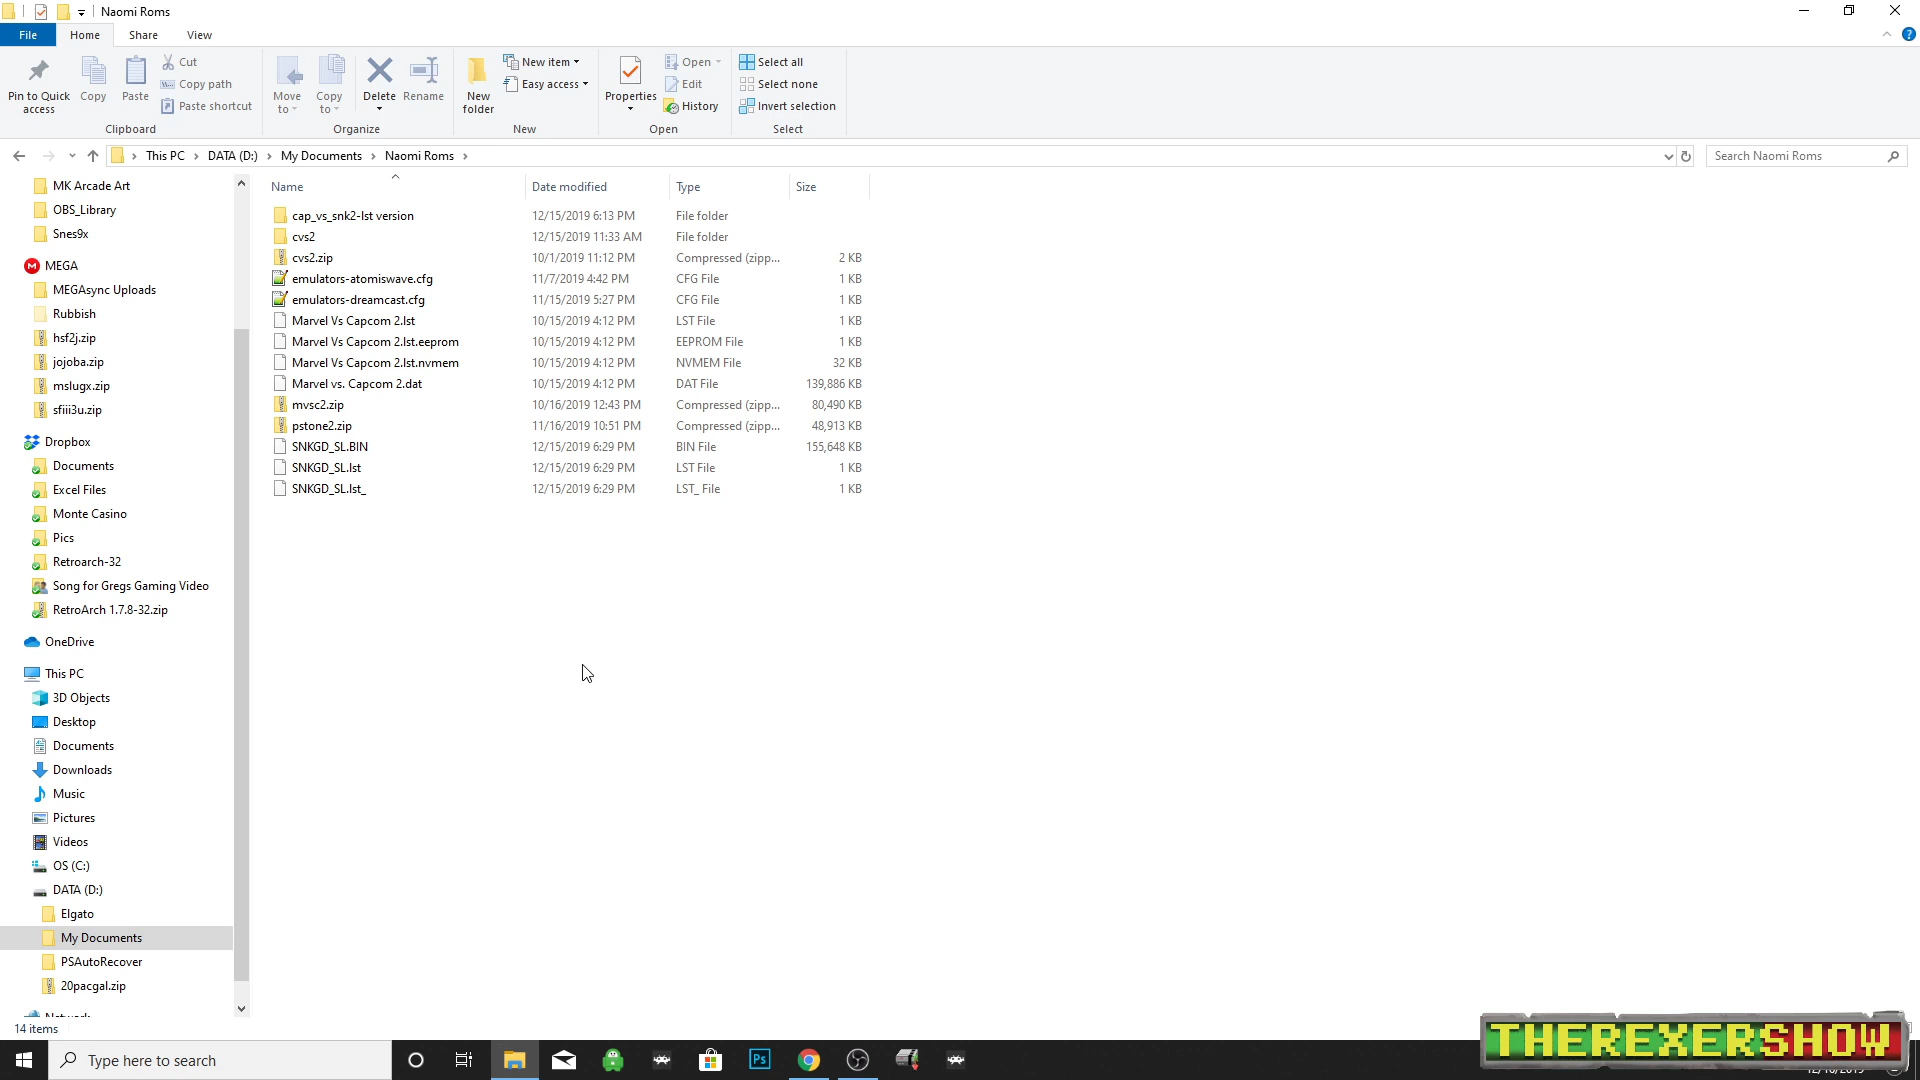 Naomi Roms
File Home Share View
Pin to Quick access
Copy
Paste
Cut
Copy path
Paste shortcut
Clipboard
Move to
Copy to
Delete
Rename
Organize
New folder
New item
Easy access
New
Properties
Open
Edit
History
Open
Select all
Select none
Invert selection
Select
This PC > DATA (D:) > My Documents > Naomi Roms >
Search Naomi Roms
MK Arcade Art
OBS_Library
Snes9x
MEGA
MEGAsync Uploads
Rubbish
hsf2j.zip
jojoba.zip
mslugx.zip
sfiii3u.zip
Dropbox
Documents
Excel Files
Monte Casino
Pics
Retroarch-32
Song for Gregs Gaming Video
RetroArch 1.7.8-32.zip
OneDrive
This PC
3D Objects
Desktop
Documents
Downloads
Music
Pictures
Videos
OS (C:)
DATA (D:)
Elgato
My Documents
PSAutoRecover
20pacgal.zip
Network
Name Date modified Type Size
cap_vs_snk2-lst version 12/15/2019 6:13 PM File folder
cvs2 12/15/2019 11:33 AM File folder
cvs2.zip 10/1/2019 11:12 PM Compressed (zipp... 2 KB
emulators-atomiswave.cfg 11/7/2019 4:42 PM CFG File 1 KB
emulators-dreamcast.cfg 11/15/2019 5:27 PM CFG File 1 KB
Marvel Vs Capcom 2.lst 10/15/2019 4:12 PM LST File 1 KB
Marvel Vs Capcom 2.lst.eeprom 10/15/2019 4:12 PM EEPROM File 1 KB
Marvel Vs Capcom 2.lst.nvmem 10/15/2019 4:12 PM NVMEM File 32 KB
Marvel vs. Capcom 2.dat 10/15/2019 4:12 PM DAT File 139,886 KB
mvsc2.zip 10/16/2019 12:43 PM Compressed (zipp... 80,490 KB
pstone2.zip 11/16/2019 10:51 PM Compressed (zipp... 48,913 KB
SNKGD_SL.BIN 12/15/2019 6:29 PM BIN File 155,648 KB
SNKGD_SL.lst 12/15/2019 6:29 PM LST File 1 KB
SNKGD_SL.lst_ 12/15/2019 6:29 PM LST_ File 1 KB
14 items
Type here to search
Ps
THEREXERSHOW